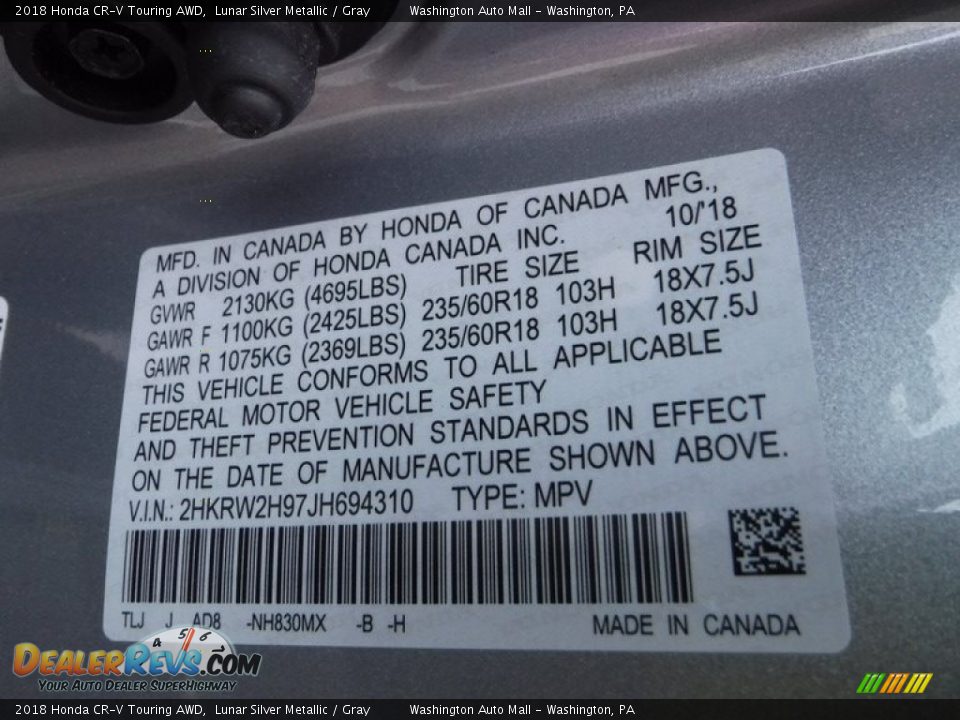 2018 Honda CR-V Touring AWD, Lunar Silver Metallic / Gray Washington Auto Mall - Washington, PA
MFD. IN CANADA BY HONDA OF CANADA MFG.,
A DIVISION OF HONDA CANADA INC. 10/'18
GVWR 2130KG (4695LBS) TIRE SIZE RIM SIZE
GAWR F 1100KG (2425LBS) 235/60R18 103H 18X7.5J
GAWR R 1075KG (2369LBS) 235/60R18 103H 18X7.5J
THIS VEHICLE CONFORMS TO ALL APPLICABLE
FEDERAL MOTOR VEHICLE SAFETY
AND THEFT PREVENTION STANDARDS IN EFFECT
ON THE DATE OF MANUFACTURE SHOWN ABOVE.
V.I.N.: 2HKRW2H97JH694310 TYPE: MPV
TLJ J AD8 -NH830MX -B -H MADE IN CANADA
4 5 6 7
DEALERREVS.COM
YOUR AUTO DEALER SUPERHIGHWAY
2018 Honda CR-V Touring AWD, Lunar Silver Metallic / Gray Washington Auto Mall - Washington, PA